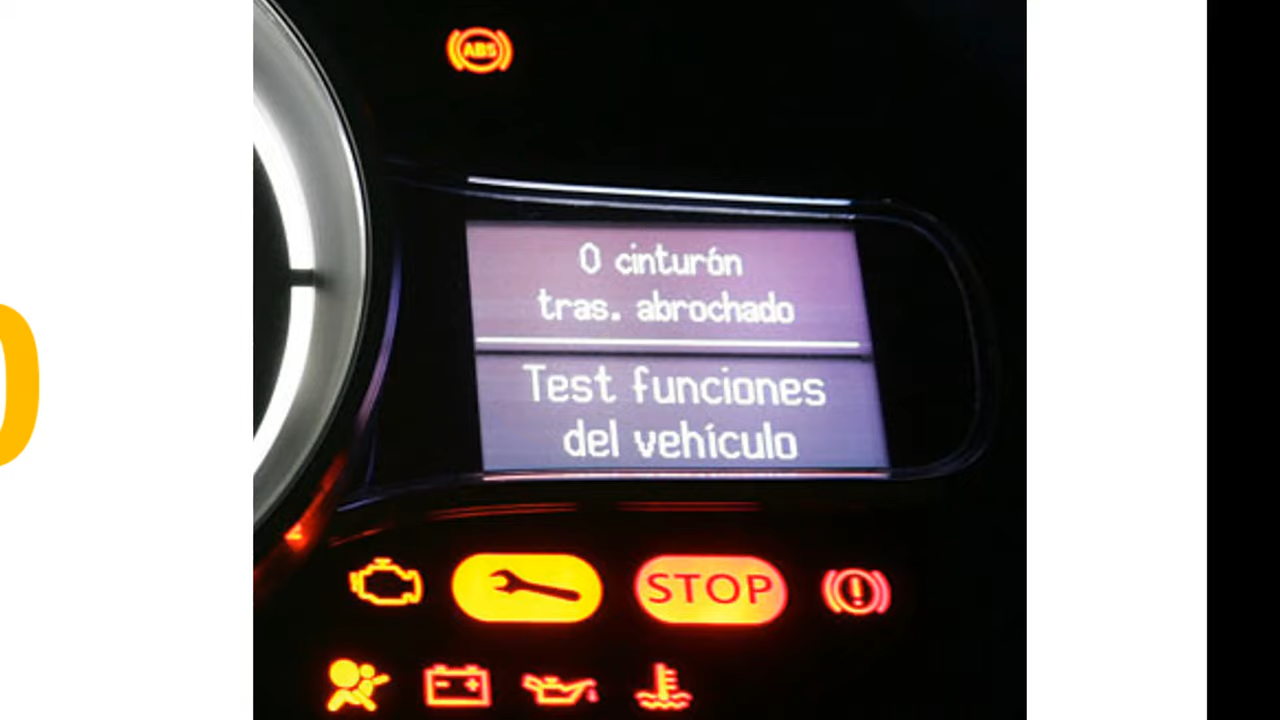 ABS
0 cinturón
tras. abrochado
Test funciones
del vehículo
STOP